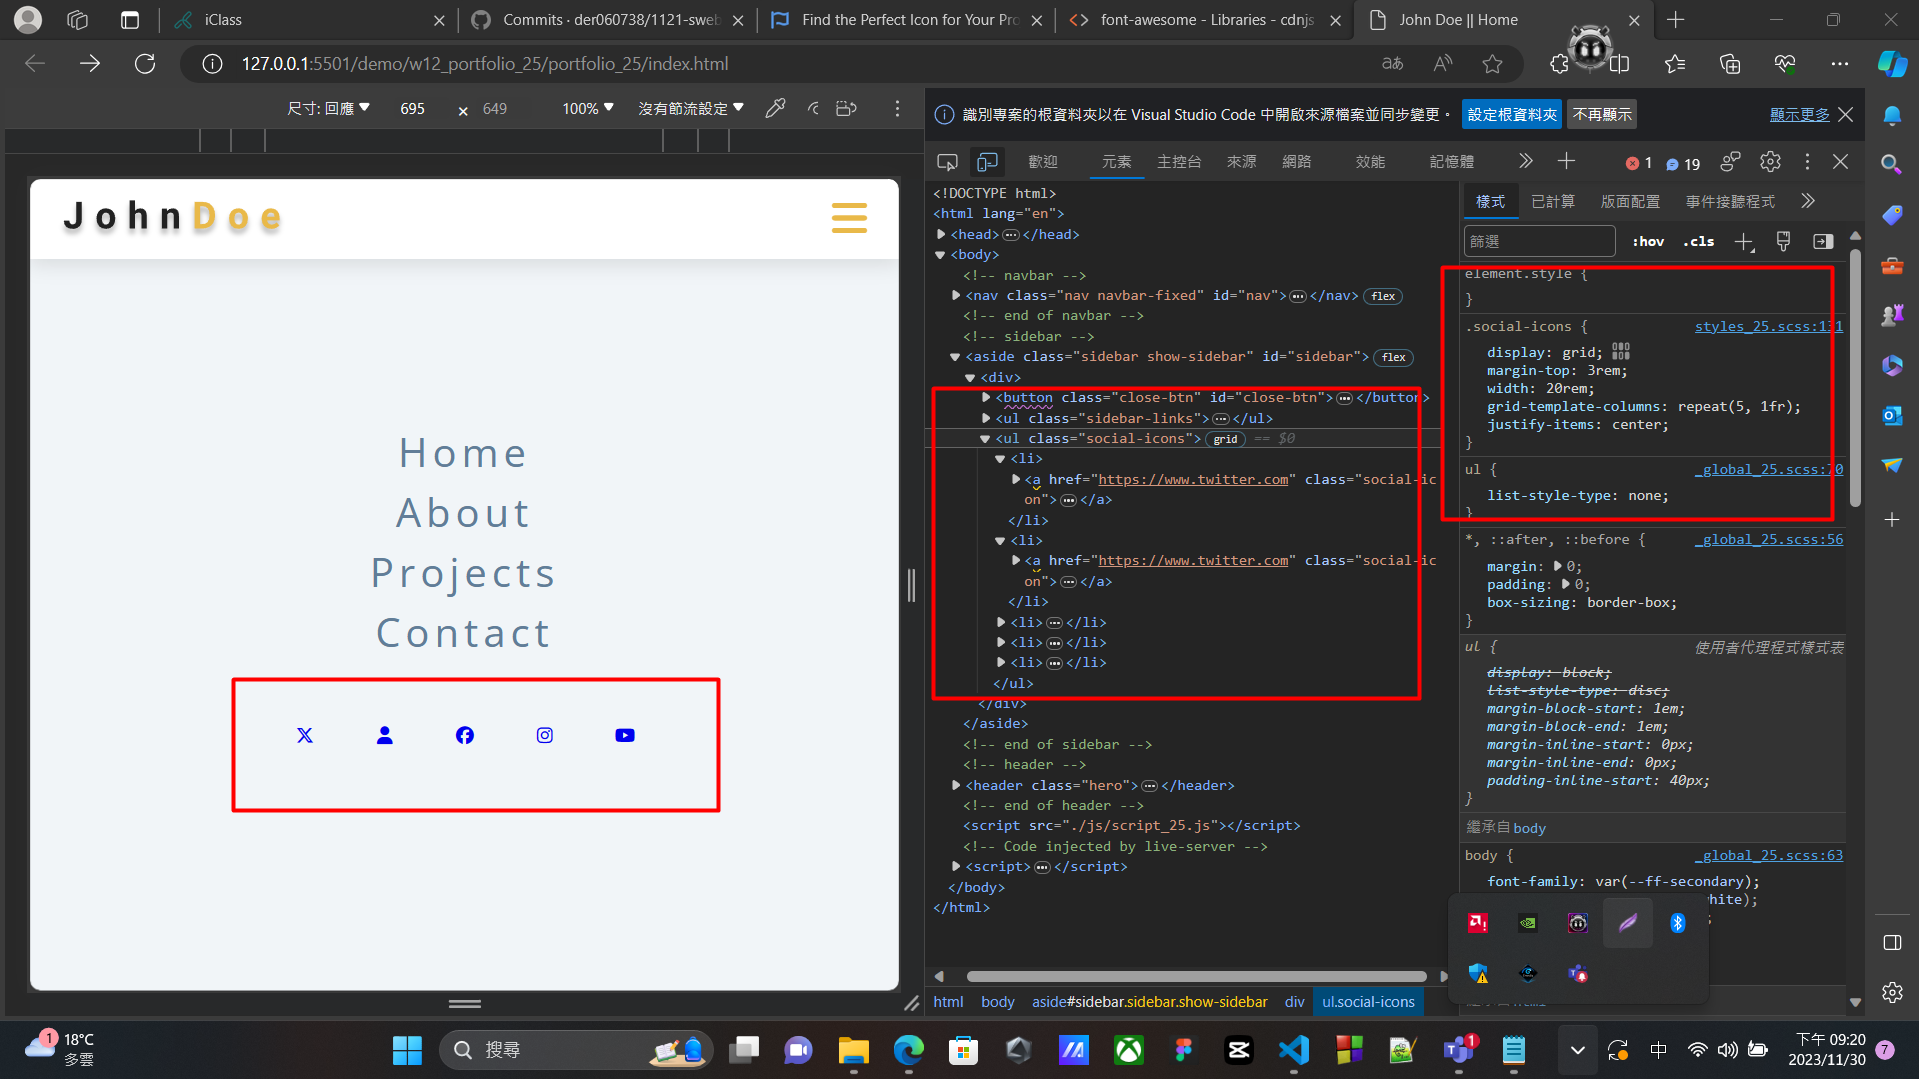 iClass
Commits · der060738/1121-sweb
Find the Perfect Icon for Your Pro
font-awesome - Libraries - cdnjs
John Doe || Home
127.0.0.1:5501/demo/w12_portfolio_25/portfolio_25/index.html
尺寸: 回應
695
649
100%
沒有節流設定
JohnDoe
Home
About
Projects
Contact
識別專案的根資料夾以在 Visual Studio Code 中開啟來源檔案並同步變更。
設定根資料夾
不再顯示
顯示更多
歡迎
元素
主控台
來源
網路
效能
記憶體
1
19
<!DOCTYPE html>
<html lang="en">
<head>
</head>
<body>
<!-- navbar -->
<nav class="nav navbar-fixed" id="nav">
</nav>
flex
<!-- end of navbar -->
<!-- sidebar -->
<aside class="sidebar show-sidebar" id="sidebar">
flex
<div>
<button class="close-btn" id="close-btn">
</button>
<ul class="sidebar-links">
</ul>
<ul class="social-icons">
grid
== $0
<li>
<a href="https://www.twitter.com" class="social-ic
on">
</a>
</li>
<li>
<a href="https://www.twitter.com" class="social-ic
on">
</a>
</li>
<li>
</li>
<li>
</li>
<li>
</li>
</ul>
</div>
</aside>
<!-- end of sidebar -->
<!-- header -->
<header class="hero">
</header>
<!-- end of header -->
<script src="./js/script_25.js"></script>
<!-- Code injected by live-server -->
<script>
</script>
</body>
</html>
html
body
aside#sidebar.sidebar.show-sidebar
div
ul.social-icons
樣式
已計算
版面配置
事件接聽程式
篩選
:hov
.cls
element.style {
}
.social-icons {
styles_25.scss:131
display: grid;
margin-top: 3rem;
width: 20rem;
grid-template-columns: repeat(5, 1fr);
justify-items: center;
}
ul {
_global_25.scss:70
list-style-type: none;
}
*, ::after, ::before {
_global_25.scss:56
margin: 0;
padding: 0;
box-sizing: border-box;
}
ul {
使用者代理程式樣式表
display: block;
list-style-type: disc;
margin-block-start: 1em;
margin-block-end: 1em;
margin-inline-start: 0px;
margin-inline-end: 0px;
padding-inline-start: 40px;
}
繼承自 body
body {
_global_25.scss:63
font-family: var(--ff-secondary);
hite);
;
1
18°C
多雲
搜尋
1
中
下午 09:20
2023/11/30
7